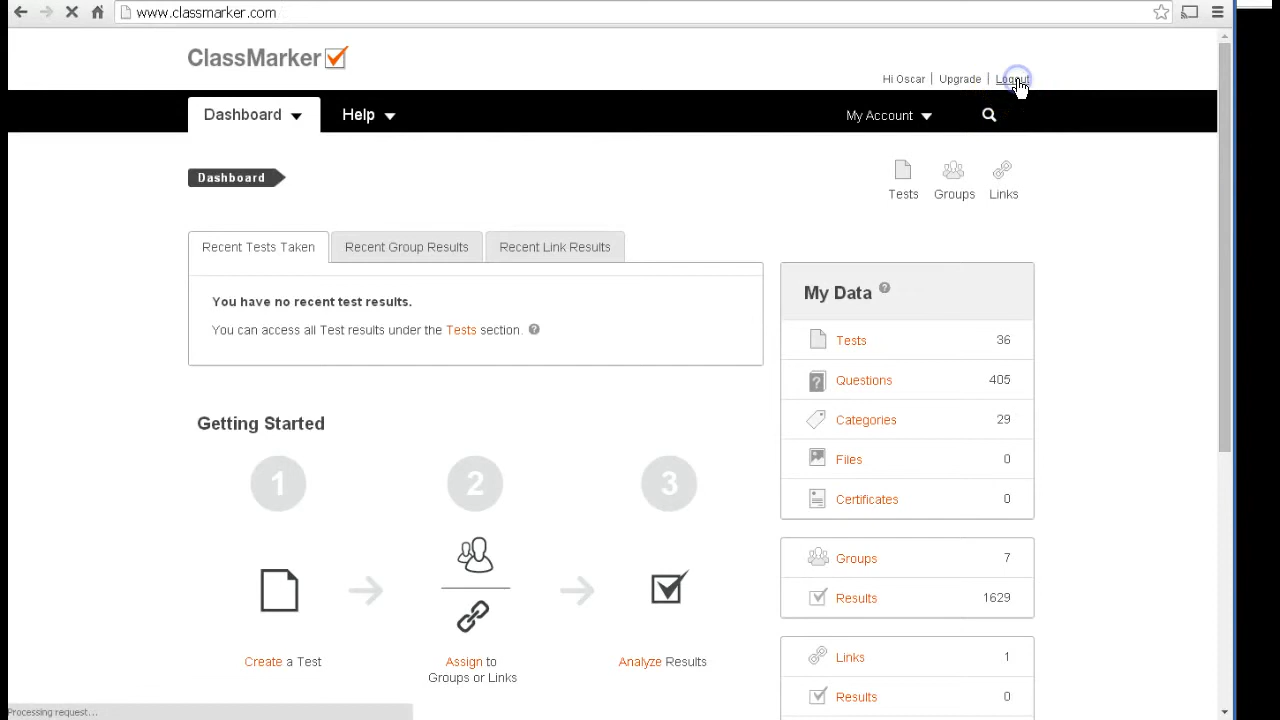 www.classmarker.com
ClassMarker
Hi Oscar | Upgrade | Logout
Dashboard Help My Account
Dashboard
Tests Groups Links
Recent Tests Taken Recent Group Results Recent Link Results
You have no recent test results.
You can access all Test results under the Tests section. ?
My Data ?
Tests 36
? Questions 405
Categories 29
Files 0
Certificates 0
Getting Started
1 2 3
Create a Test
Assign to
Groups or Links
Analyze Results
Groups 7
Results 1629
Links 1
Results 0
Processing request...